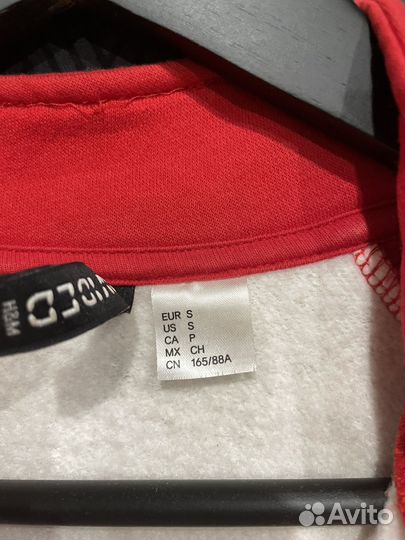 EUR S
US S
CA P
MX CH
CN 165/88A
H&M
Avito